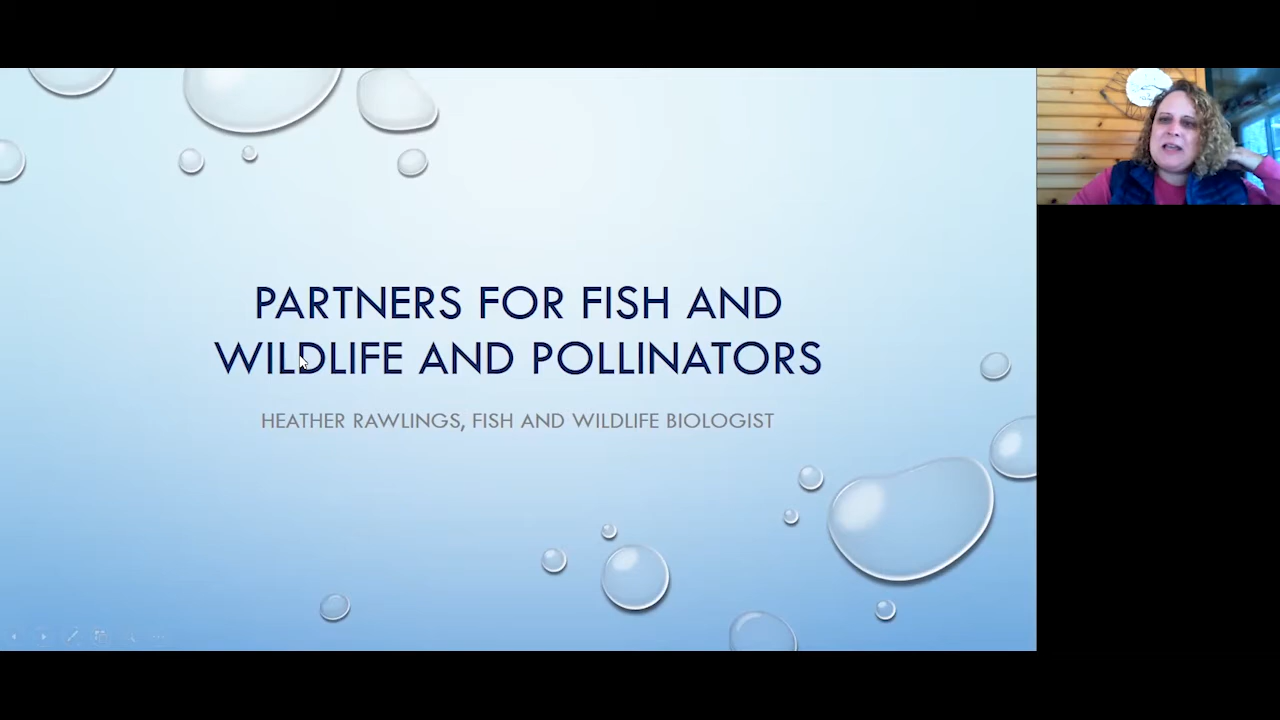 PARTNERS FOR FISH AND
WILDLIFE AND POLLINATORS
HEATHER RAWLINGS, FISH AND WILDLIFE BIOLOGIST